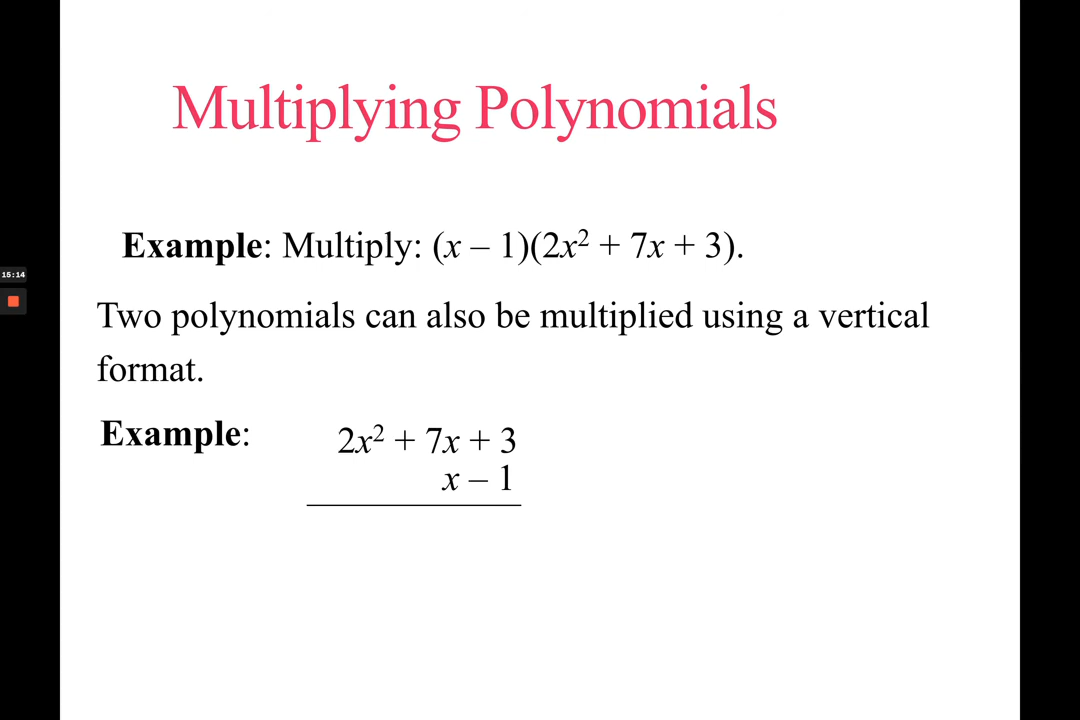 Multiplying Polynomials
Example: Multiply: (x – 1)(2x² + 7x + 3).
15:14
Two polynomials can also be multiplied using a vertical
format.
Example:
2x² + 7x + 3
x – 1